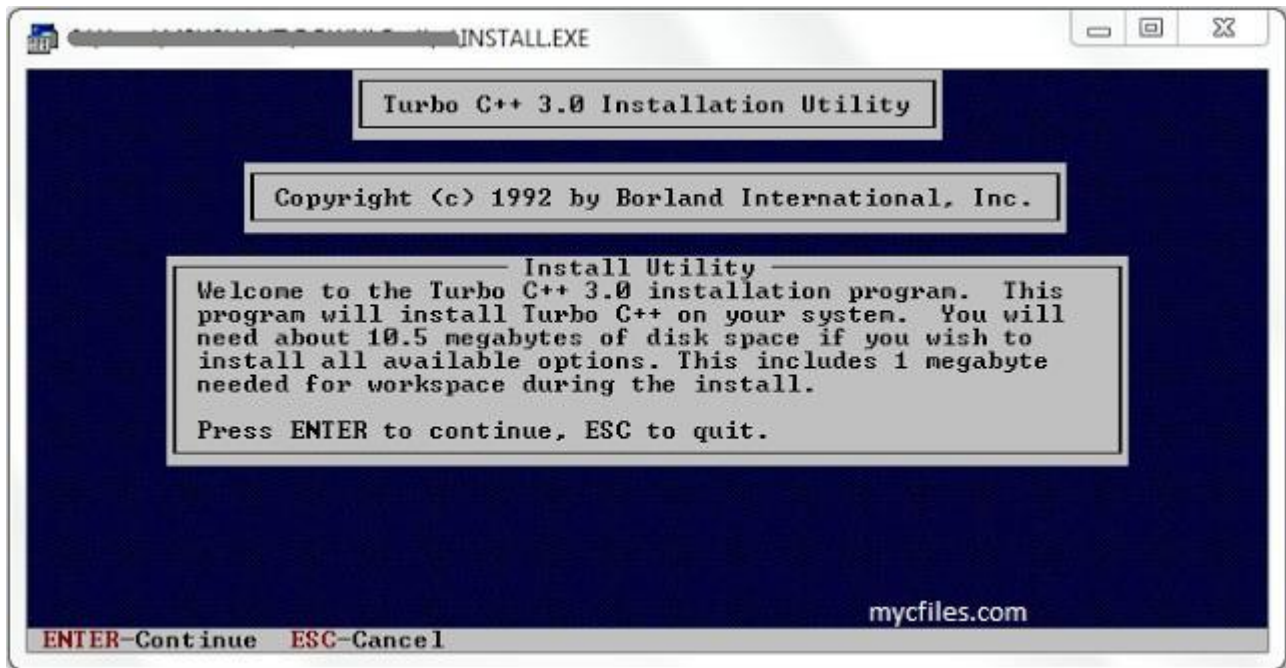 INSTALL.EXE
Turbo C++ 3.0 Installation Utility
Copyright (c) 1992 by Borland International, Inc.
Install Utility
Welcome to the Turbo C++ 3.0 installation program. This
program will install Turbo C++ on your system. You will
need about 10.5 megabytes of disk space if you wish to
install all available options. This includes 1 megabyte
needed for workspace during the install.
Press ENTER to continue, ESC to quit.
mycfiles.com
ENTER-Continue ESC-Cancel